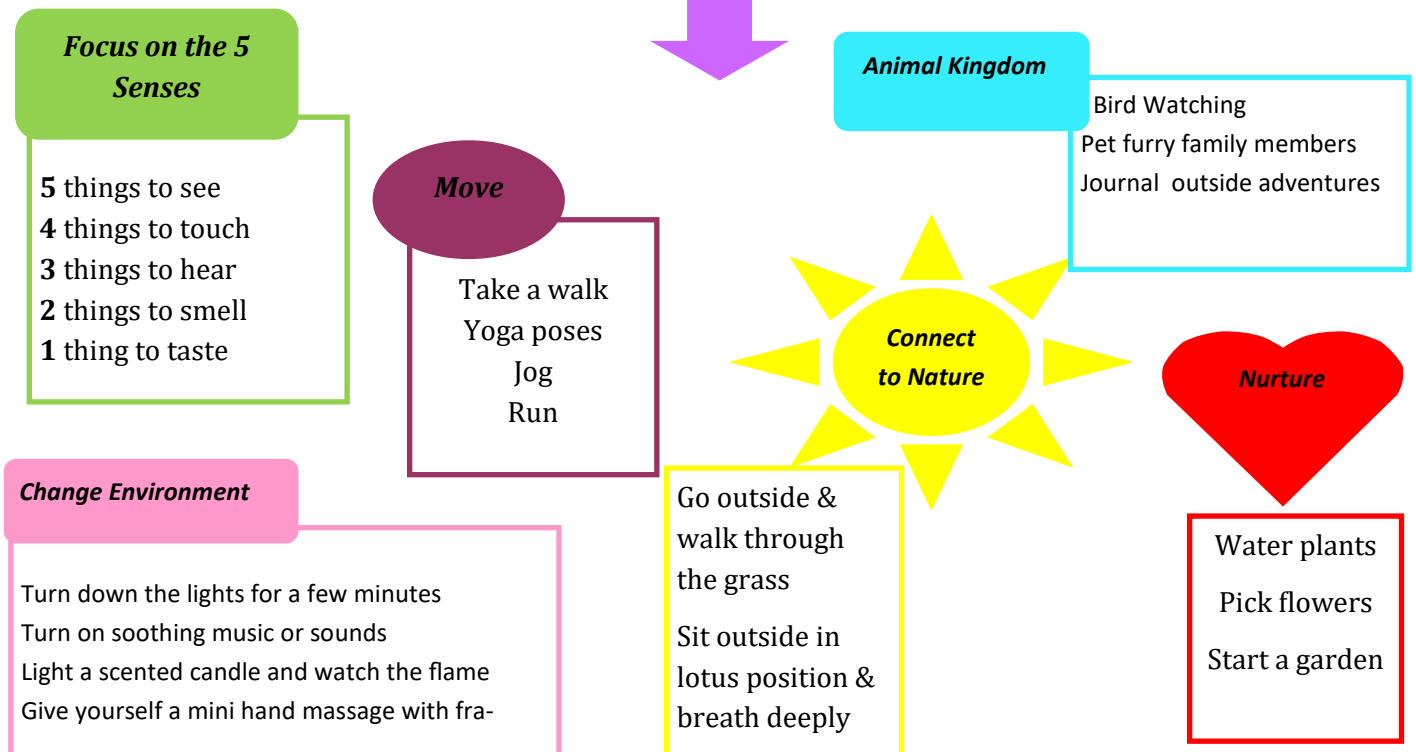 Focus on the 5
Senses
5 things to see
4 things to touch
3 things to hear
2 things to smell
1 thing to taste
Move
Take a walk
Yoga poses
Jog
Run
Animal Kingdom
Bird Watching
Pet furry family members
Journal outside adventures
Connect
to Nature
Go outside &
walk through
the grass
Sit outside in
lotus position &
breath deeply
Nurture
Water plants
Pick flowers
Start a garden
Change Environment
Turn down the lights for a few minutes
Turn on soothing music or sounds
Light a scented candle and watch the flame
Give yourself a mini hand massage with fra-